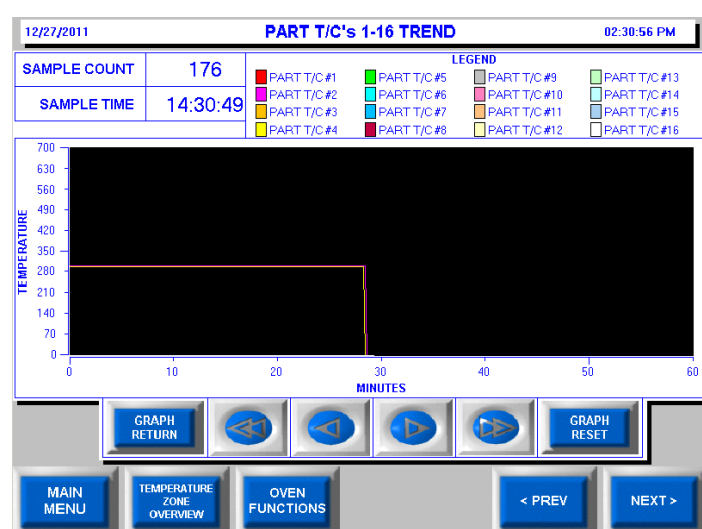 12/27/2011 PART T/C's 1-16 TREND 02:30:56 PM
SAMPLE COUNT 176
SAMPLE TIME 14:30:49
LEGEND
PART T/C #1 PART T/C #5 PART T/C #9 PART T/C #13
PART T/C #2 PART T/C #6 PART T/C #10 PART T/C #14
PART T/C #3 PART T/C #7 PART T/C #11 PART T/C #15
PART T/C #4 PART T/C #8 PART T/C #12 PART T/C #16
TEMPERATURE
700
630
560
490
420
350
280
210
140
70
0
0 10 20 30 40 50 60
MINUTES
GRAPH
RETURN
GRAPH
RESET
MAIN
MENU
TEMPERATURE
ZONE
OVERVIEW
OVEN
FUNCTIONS
< PREV
NEXT >